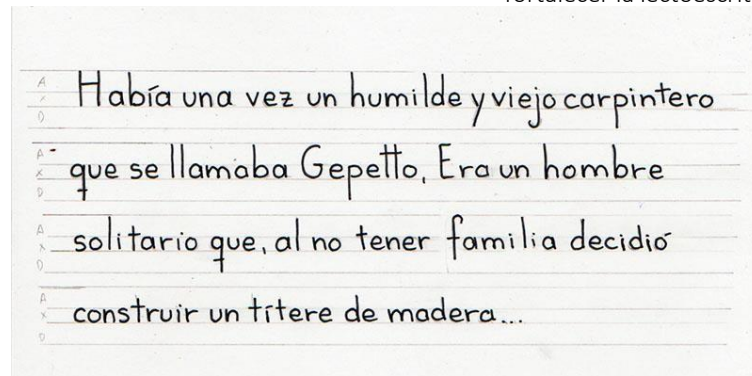 Había una vez un humilde y viejo carpintero
que se llamaba Gepetto, Era un hombre
solitario que, al no tener familia decidió
construir un títere de madera...